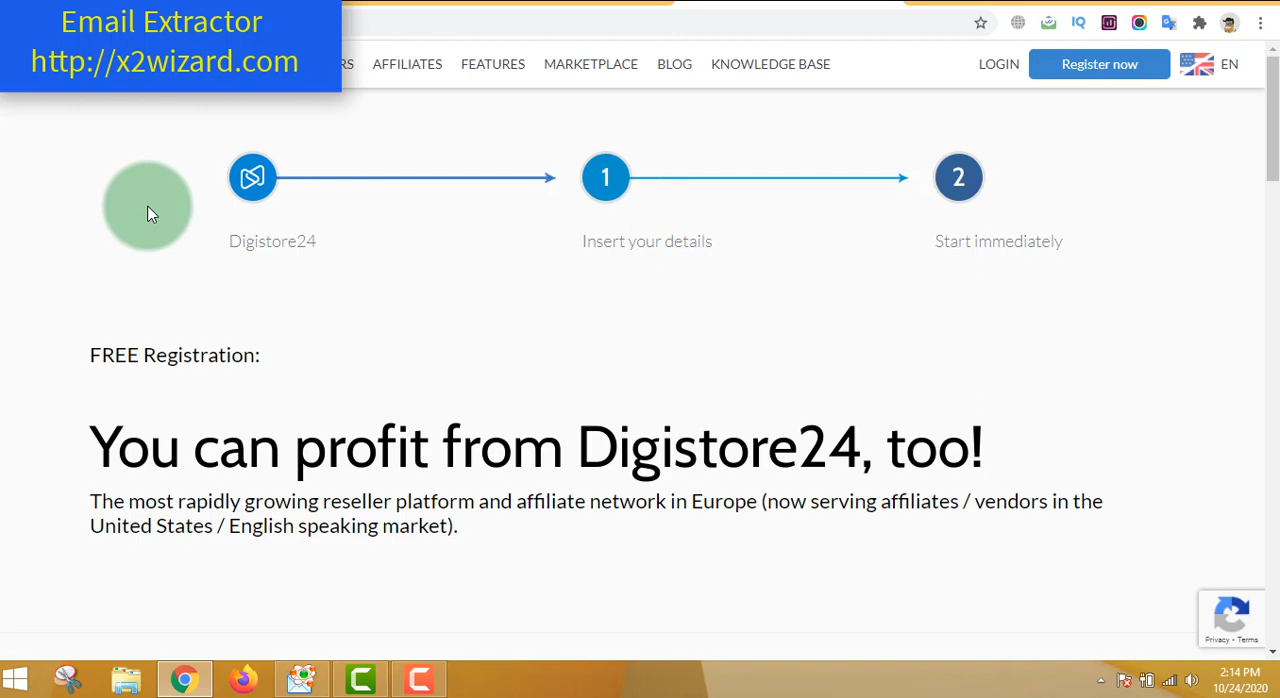 Email Extractor
http://x2wizard.com
RS AFFILIATES FEATURES MARKETPLACE BLOG KNOWLEDGE BASE LOGIN Register now EN
1 2
Digistore24 Insert your details Start immediately
FREE Registration:
You can profit from Digistore24, too!
The most rapidly growing reseller platform and affiliate network in Europe (now serving affiliates / vendors in the
United States / English speaking market).
Privacy - Terms
2:14 PM
10/24/2020